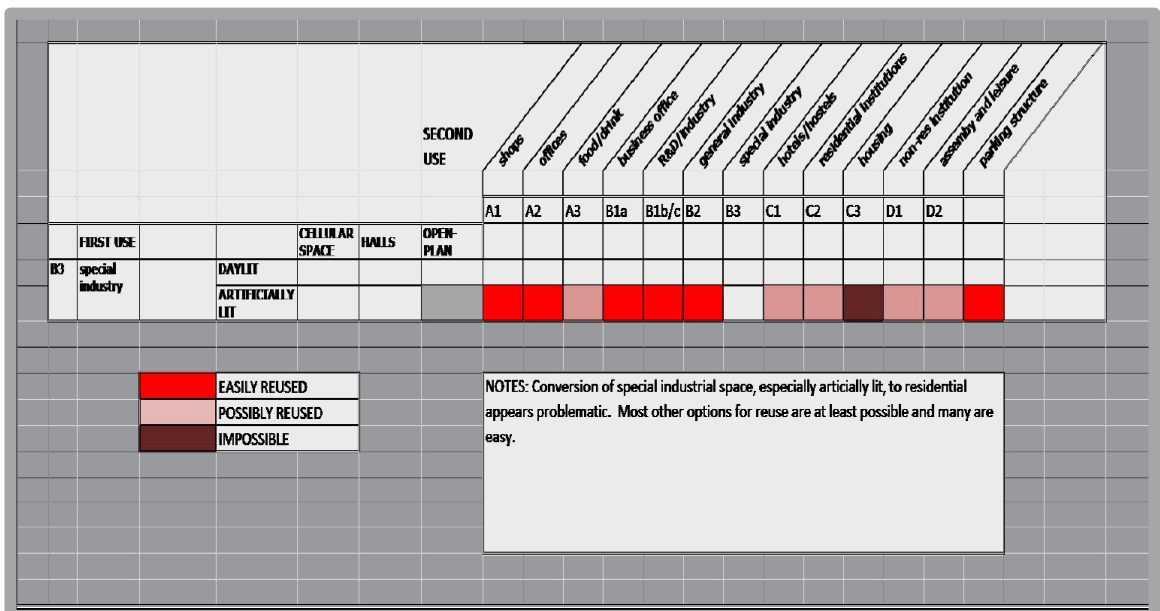 SECOND
USE
shops
offices
food/drink
business office
R&D/industry
general industry
special industry
hotels/hostels
residential institutions
housing
non-res institution
assemby and leisure
parking structure
A1 A2 A3 B1a B1b/c B2 B3 C1 C2 C3 D1 D2
FIRST USE CELLULAR SPACE HALLS OPEN-PLAN
B3 special industry DAYLIT
ARTIFICIALLY LIT
EASILY REUSED
POSSIBLY REUSED
IMPOSSIBLE
NOTES: Conversion of special industrial space, especially articially lit, to residential
appears problematic. Most other options for reuse are at least possible and many are
easy.